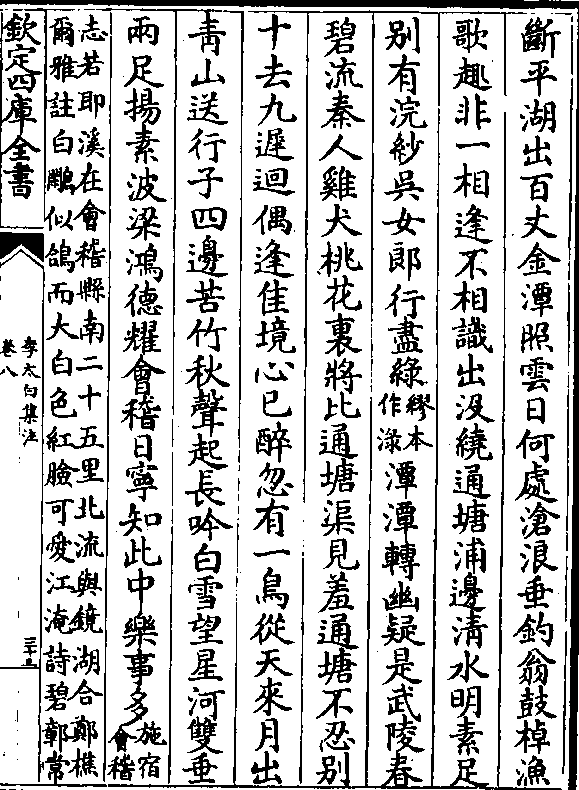 斷平湖出百丈金潭照雲日何處滄浪垂釣翁鼓棹漁
歌趣非一相逢不相識出没繞通塘浦邊清水明素足
别有浣紗吳女郎行盡緑繆本作渌潭潭轉幽疑是武陵春
碧流秦人雞犬桃花裏將比通塘渠見羞通塘不忍别
十去九遲迴偶逢佳境心已醉忽有一鳥從天來月出
青山送行子四邊苦竹秋聲起長吟白雪望星河雙垂
兩足揚素波梁鴻德耀會稽日寧知此中樂事多施宿會稽
志若耶溪在會稽縣南二十五里北流與鏡湖合鄭樵
爾雅註白鷴似鴿而大白色紅臉可愛江淹詩碧鄣常
欽定四庫全書
李太白集注
卷八